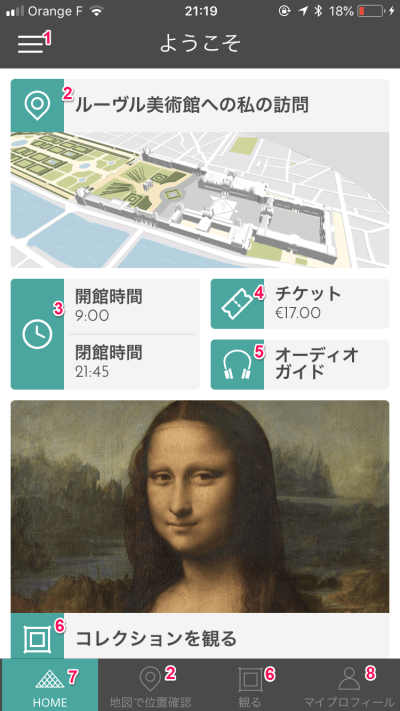 Orange F 21:19 18%
1 ようこそ
2 ルーヴル美術館への私の訪問
3 開館時間
9:00
閉館時間
21:45
4 チケット
€17.00
5 オーディオ
ガイド
6 コレクションを観る
7 2 6 8
HOME 地図で位置確認 観る マイプロフィール